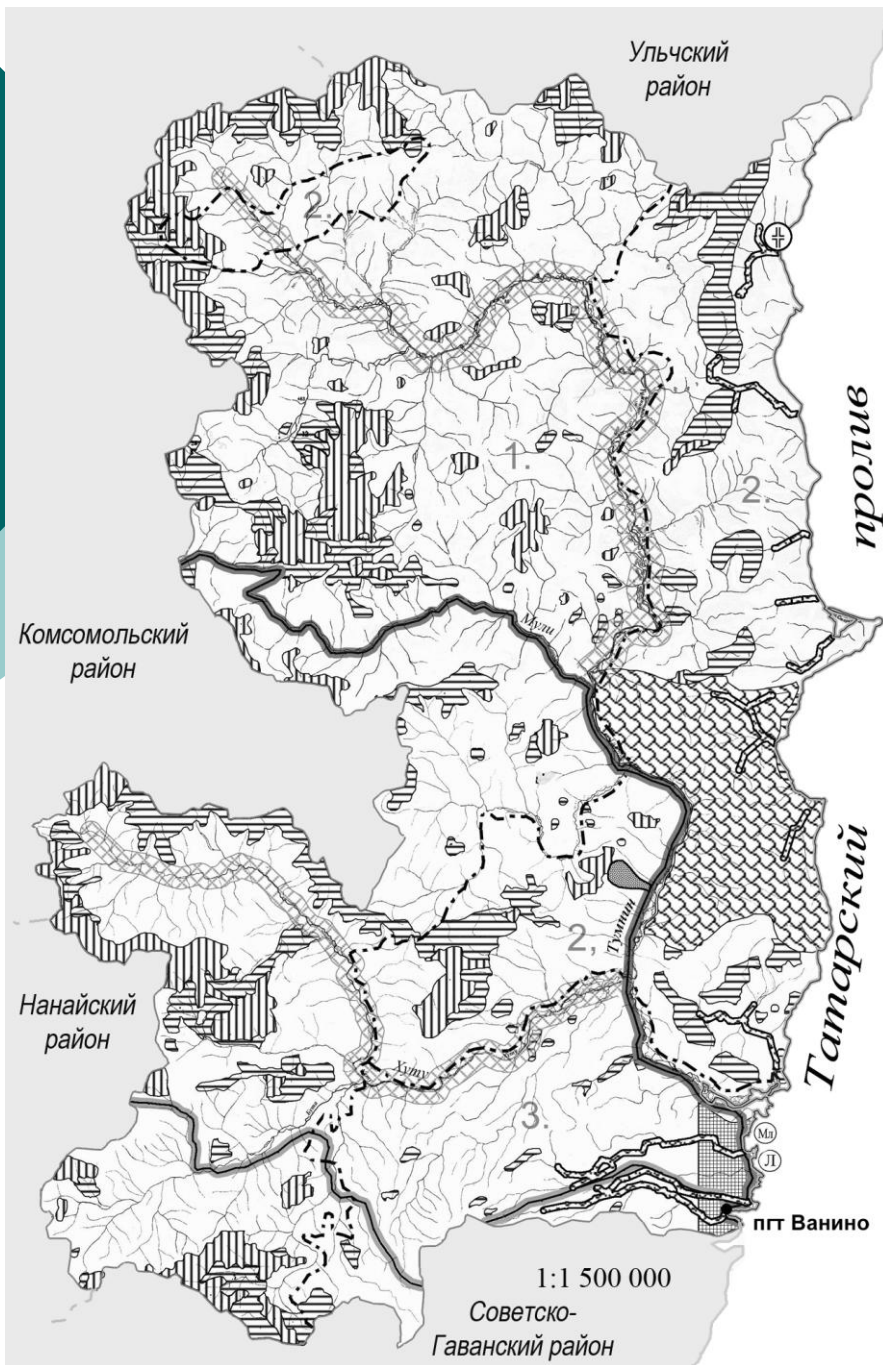 Ульчский
район
2.
пролив
1.
2.
Мули
Комсомольский
район
Татарский
Тумнин
2,
Нанайский
район
Хуту
3.
Мл
Л
пгт Ванино
1:1 500 000
Советско-
Гаванский район